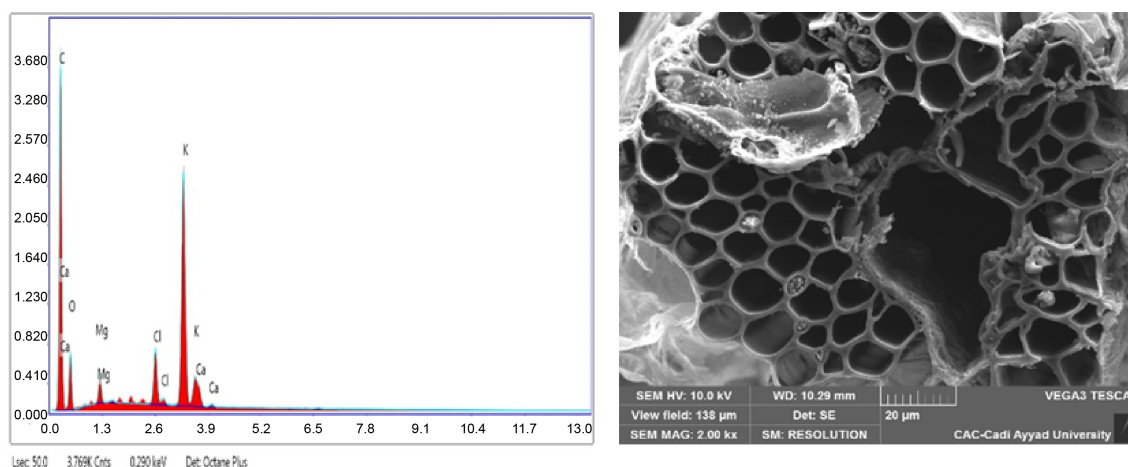 3.680
3.280
2.570
2.460
2.050
1.640
1.230
0.820
0.410
0.000
C
Ca
O
Ca
Mg
Mg
Cl
Cl
K
K
Ca
Ca
0.0 1.3 2.6 3.9 5.2 6.5 7.8 9.1 10.4 11.7 13.0
Lsec: 50.0 3.769K Cnts 0.290 keV Det: Octane Plus
SEM HV: 10.0 kV WD: 10.29 mm VEGA3 TESCA
View field: 138 µm Det: SE 20 µm
SEM MAG: 2.00 kx SM: RESOLUTION CAC-Cadi Ayyad University